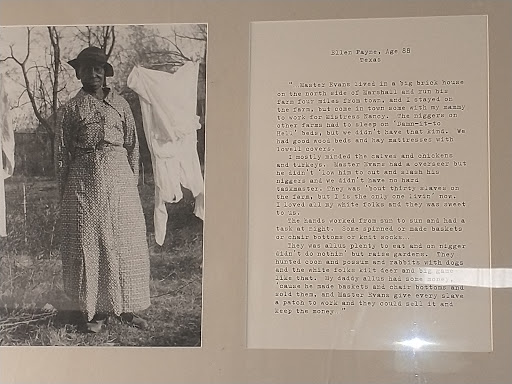 Ellen Payne, Age 88
Texas
" Master Evans lived in a big brick house
on the north side of Marshall and run his
farm four miles from town, and I stayed on
the farm, but come in town some with my mammy
to work for Mistress Nancy. The niggers on
other farms had to sleep on 'Damn-it-to
Hell' beds, but we didn't have that kind. We
had good wood beds and hay mattresses with
lowell covers.
I mostly minded the calves and chickens
and turkeys. Master Evans had a overseer but
he didn't 'low him to cut and slash his
niggers and we didn't have no hard
taskmaster. They was 'bout thirty slaves on
the farm, but I is the only one livin' now.
I loved all my white folks and they was sweet
to us.
The hands worked from sun to sun and had a
task at night. Some spinned or made baskets
or chair bottoms or knit socks.
They was allus plenty to eat and on nigger
didn't do nothin' but raise gardens. They
hunted coon and possum and rabbits with dogs
and the white folks kilt deer and big game
like that. My daddy allus had some money,
'cause he made baskets and chair bottoms and
sold them, and Master Evans give every slave
a patch to work and they could sell it and
keep the money. "